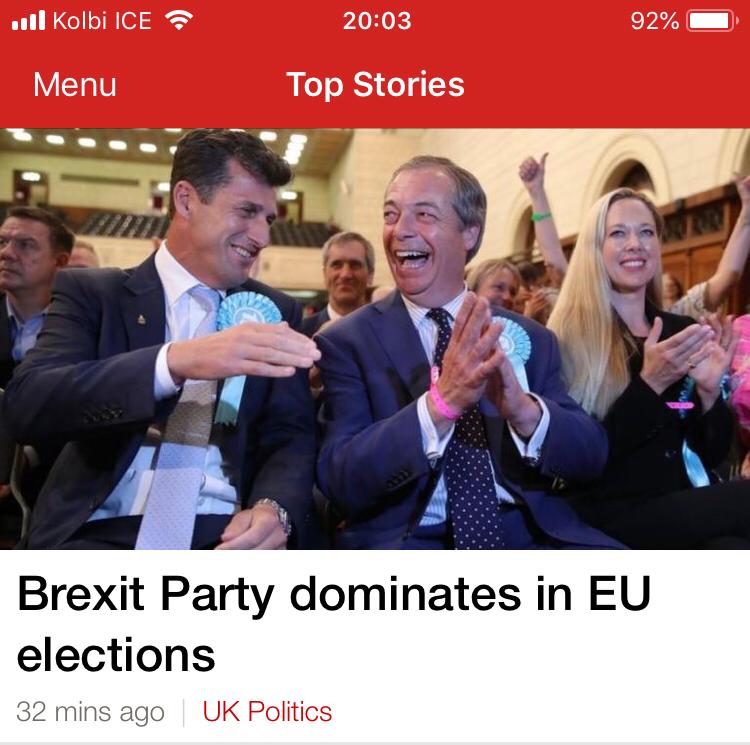 Kolbi ICE 20:03 92%
Menu Top Stories
Brexit Party dominates in EU
elections
32 mins ago | UK Politics